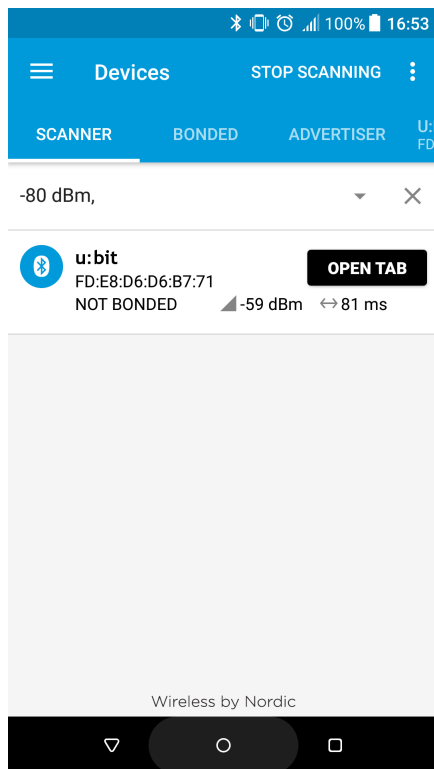 100% 16:53
Devices STOP SCANNING
SCANNER BONDED ADVERTISER U:
FD
-80 dBm,
u:bit
FD:E8:D6:D6:B7:71 OPEN TAB
NOT BONDED -59 dBm 81 ms
Wireless by Nordic